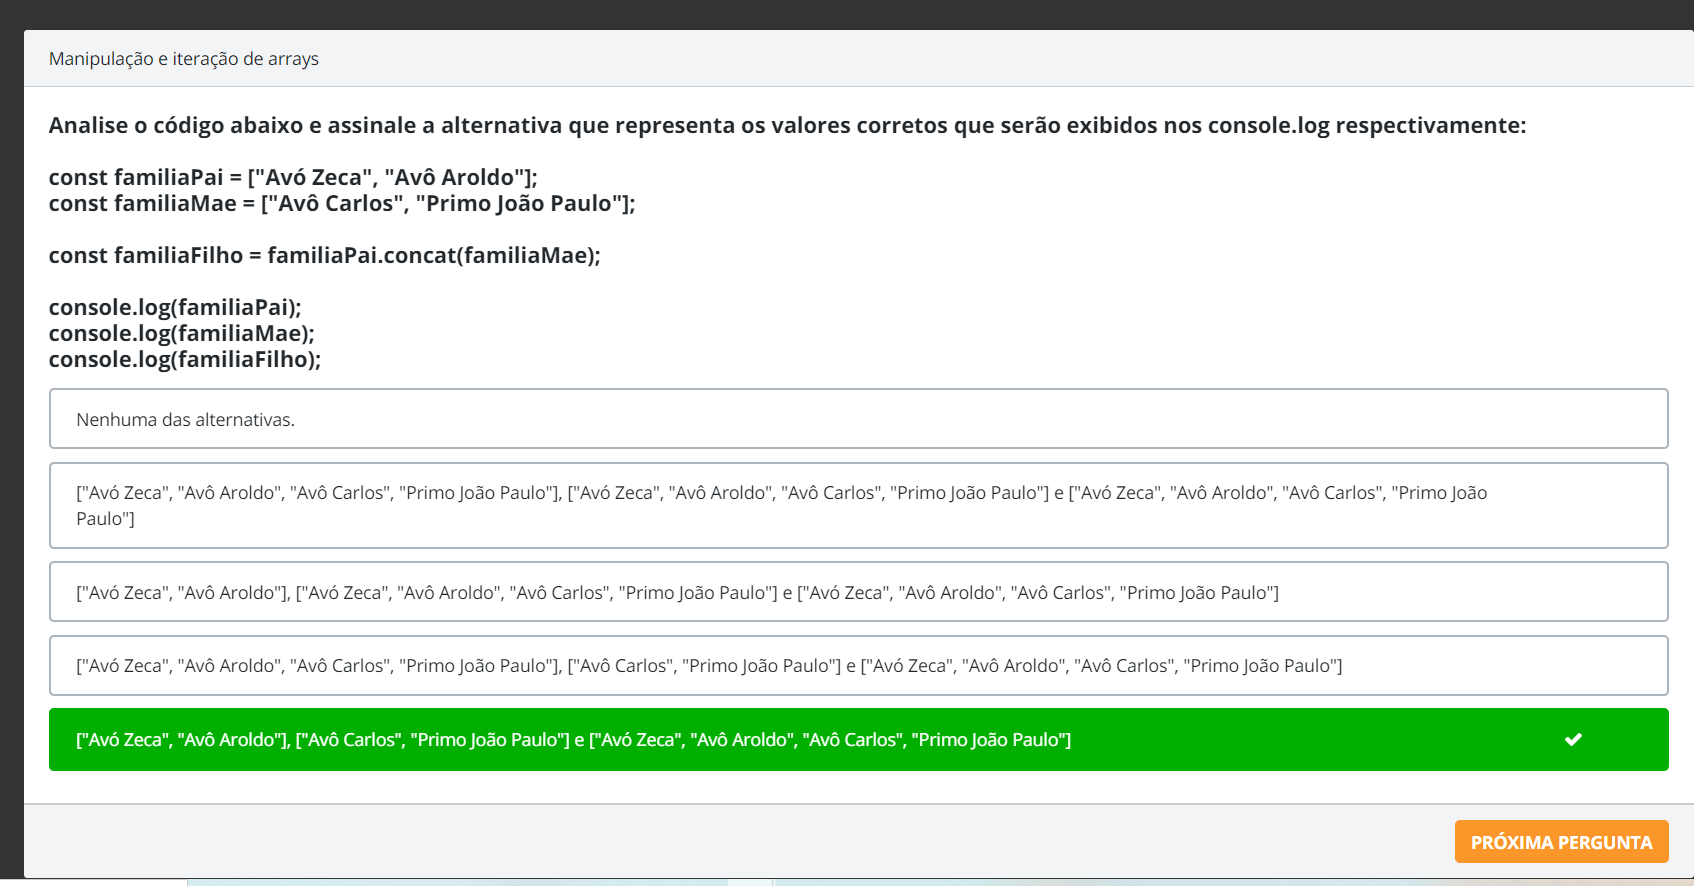 Manipulação e iteração de arrays
Analise o código abaixo e assinale a alternativa que representa os valores corretos que serão exibidos nos console.log respectivamente:
const familiaPai = ["Avó Zeca", "Avô Aroldo"];
const familiaMae = ["Avô Carlos", "Primo João Paulo"];
const familiaFilho = familiaPai.concat(familiaMae);
console.log(familiaPai);
console.log(familiaMae);
console.log(familiaFilho);
Nenhuma das alternativas.
["Avó Zeca", "Avô Aroldo", "Avô Carlos", "Primo João Paulo"], ["Avó Zeca", "Avô Aroldo", "Avô Carlos", "Primo João Paulo"] e ["Avó Zeca", "Avô Aroldo", "Avô Carlos", "Primo João
Paulo"]
["Avó Zeca", "Avô Aroldo"], ["Avó Zeca", "Avô Aroldo", "Avô Carlos", "Primo João Paulo"] e ["Avó Zeca", "Avô Aroldo", "Avô Carlos", "Primo João Paulo"]
["Avó Zeca", "Avô Aroldo", "Avô Carlos", "Primo João Paulo"], ["Avô Carlos", "Primo João Paulo"] e ["Avó Zeca", "Avô Aroldo", "Avô Carlos", "Primo João Paulo"]
["Avó Zeca", "Avô Aroldo"], ["Avô Carlos", "Primo João Paulo"] e ["Avó Zeca", "Avô Aroldo", "Avô Carlos", "Primo João Paulo"]
PRÓXIMA PERGUNTA